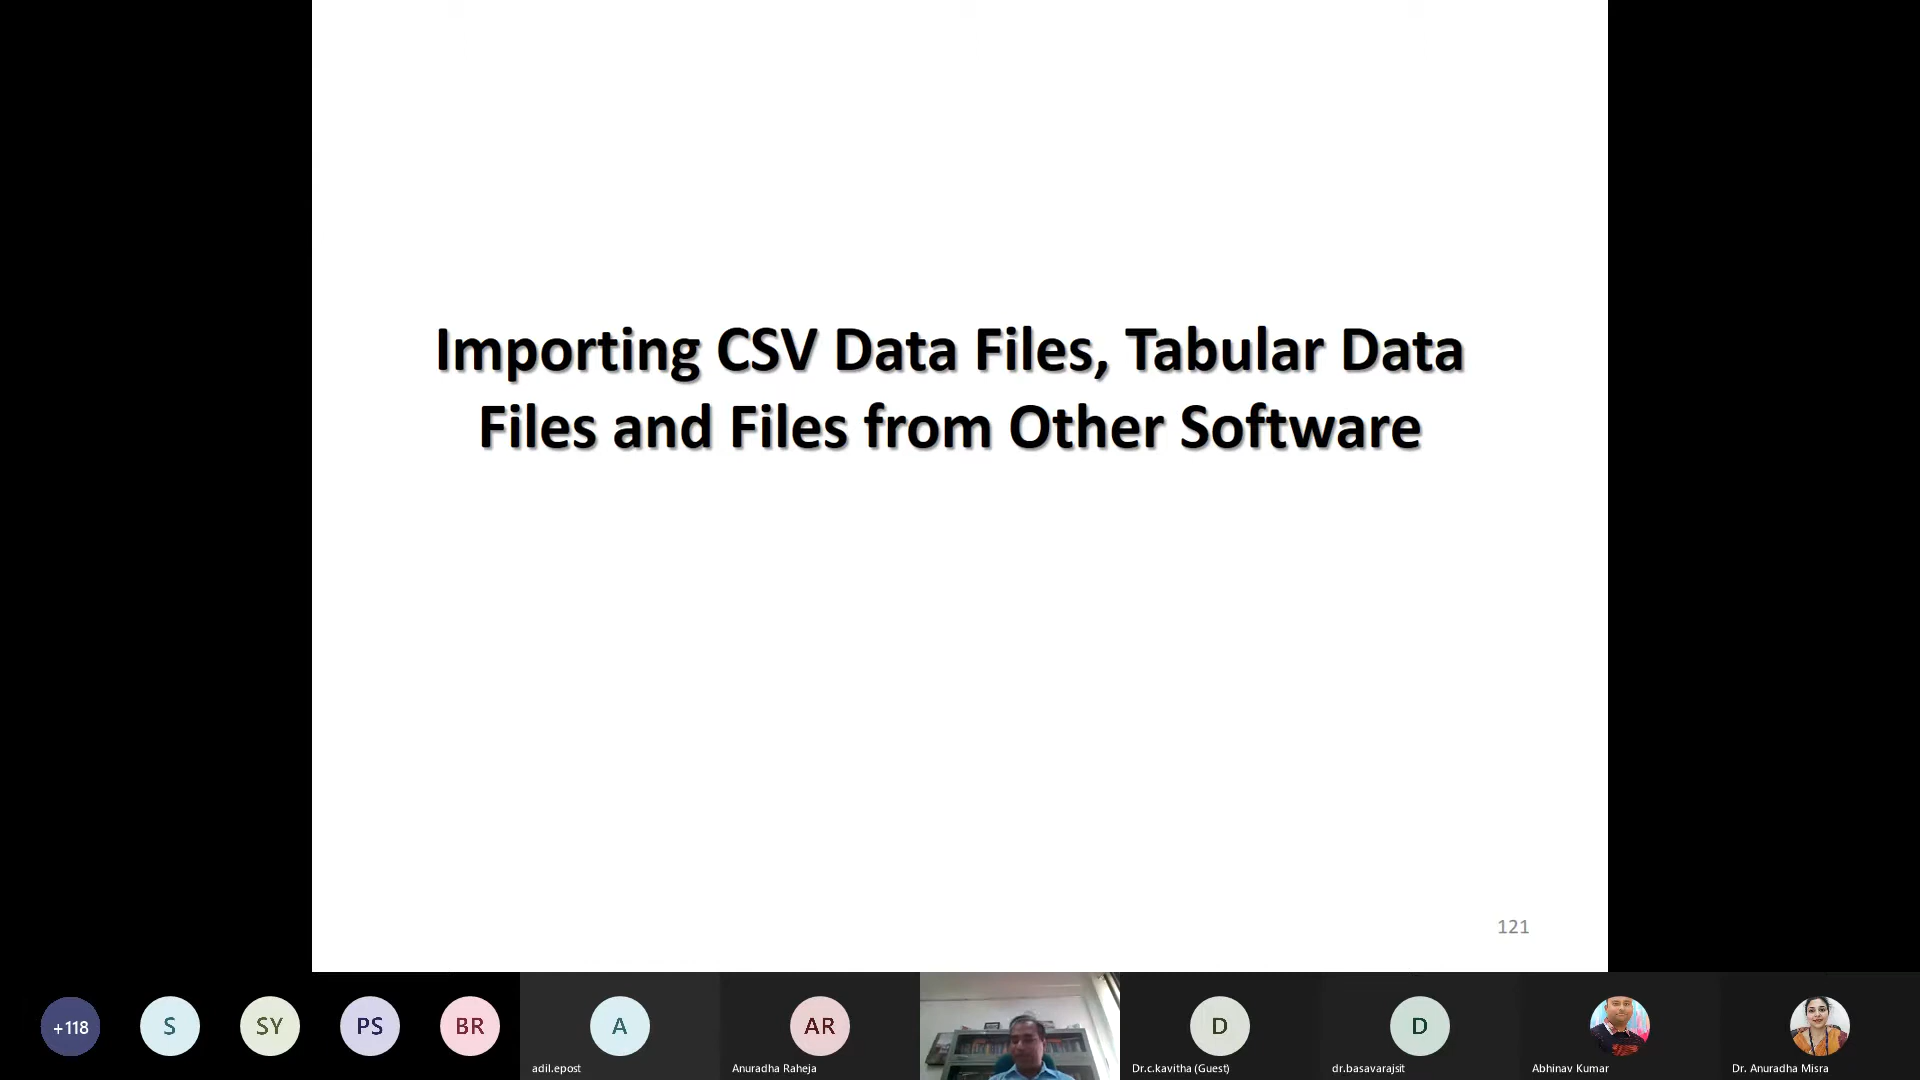 Importing CSV Data Files, Tabular Data
Files and Files from Other Software
121
+118
S
SY
PS
BR
A
AR
D
D
adil.epost
Anuradha Raheja
Dr.c.kavitha (Guest)
dr.basavarajsit
Abhinav Kumar
Dr. Anuradha Misra